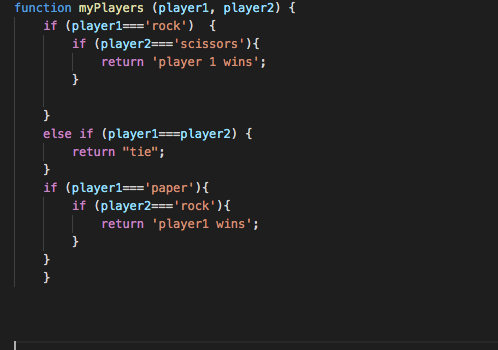 function myPlayers (player1, player2) {
    if (player1==='rock')  {
        if (player2==='scissors'){
            return 'player 1 wins';
        }
    }
    else if (player1===player2) {
        return "tie";
    }
    if (player1==='paper'){
        if (player2==='rock'){
            return 'player1 wins';
        }
    }
    }